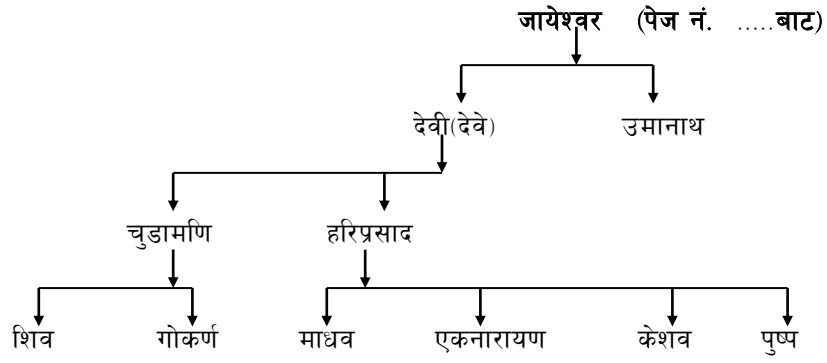 जायेश्वर (पेज नं. .....बाट)
देवी(देवे) उमानाथ
चुडामणि हरिप्रसाद
शिव गोकर्ण माधव एकनारायण केशव पुष्प